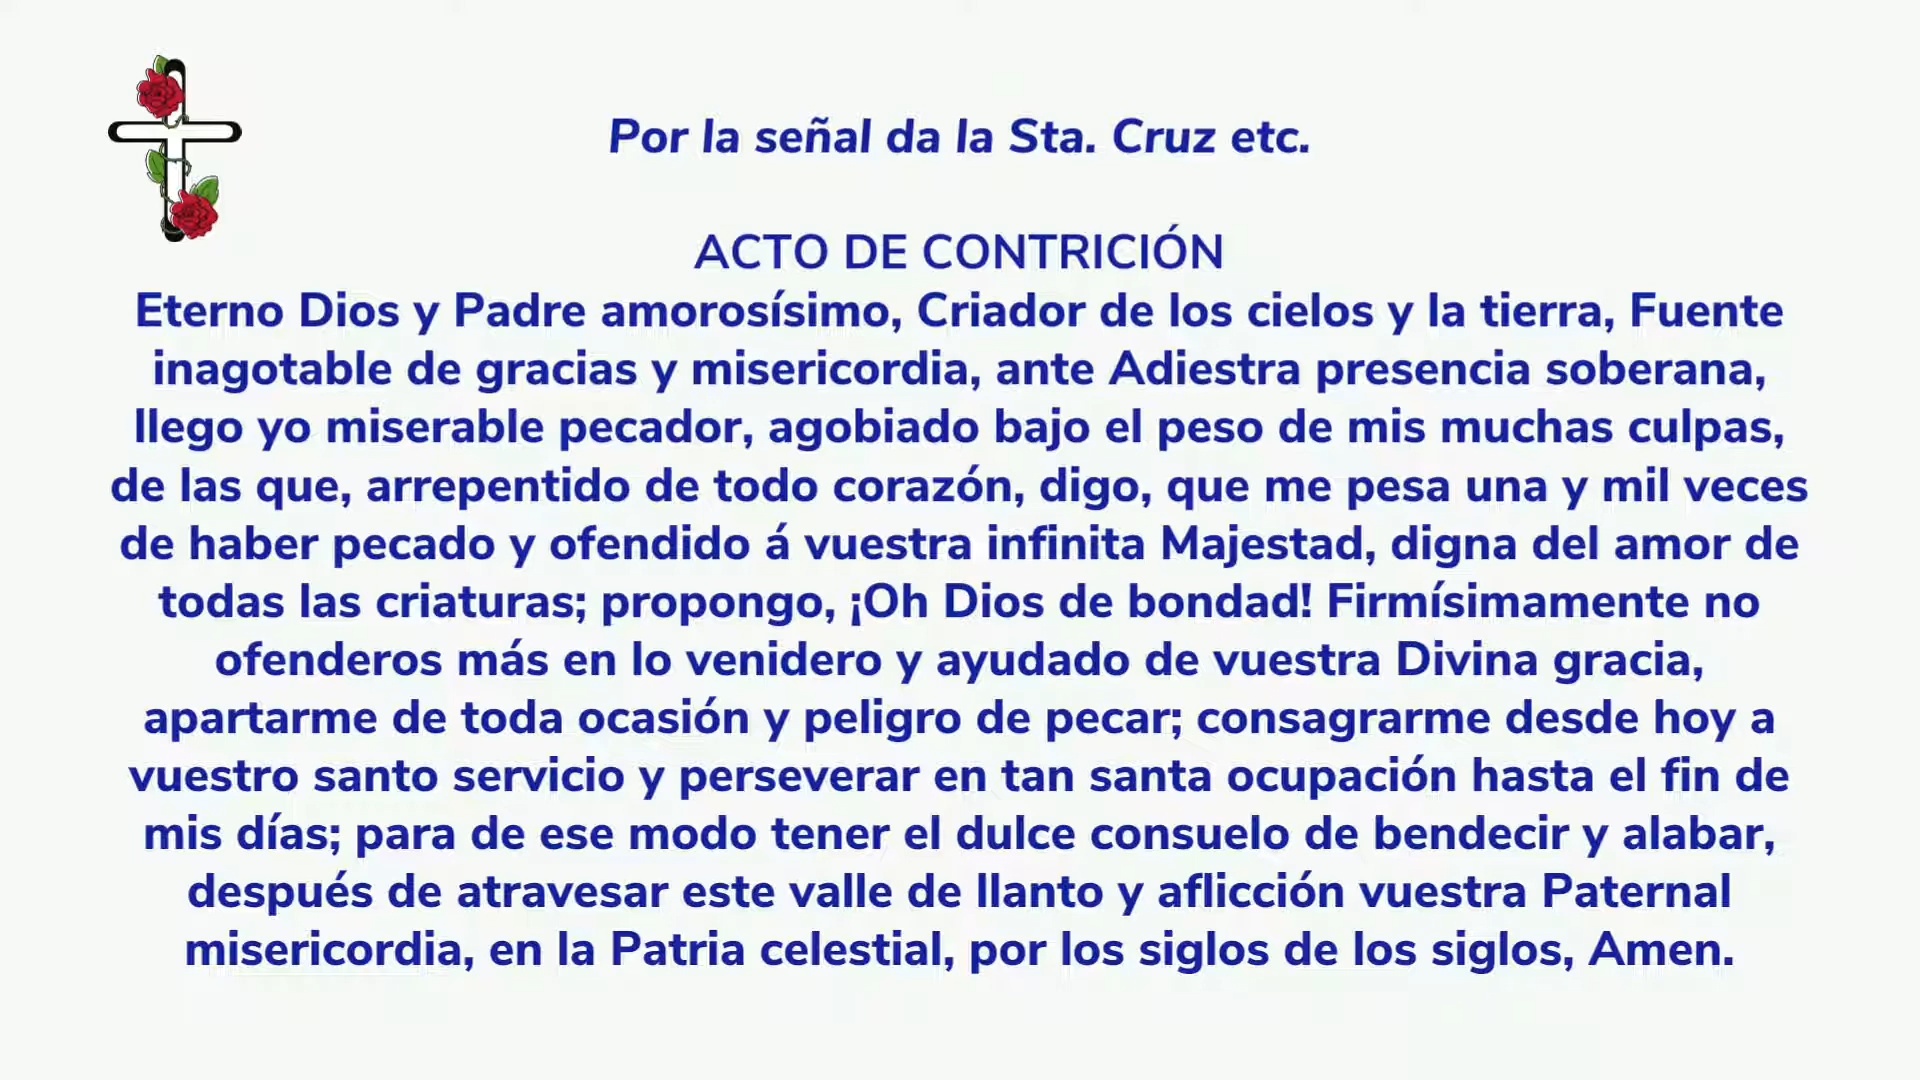 Por la señal da la Sta. Cruz etc.
ACTO DE CONTRICIÓN
Eterno Dios y Padre amorosísimo, Criador de los cielos y la tierra, Fuente
inagotable de gracias y misericordia, ante Adiestra presencia soberana,
llego yo miserable pecador, agobiado bajo el peso de mis muchas culpas,
de las que, arrepentido de todo corazón, digo, que me pesa una y mil veces
de haber pecado y ofendido á vuestra infinita Majestad, digna del amor de
todas las criaturas; propongo, ¡Oh Dios de bondad! Firmísimamente no
ofenderos más en lo venidero y ayudado de vuestra Divina gracia,
apartarme de toda ocasión y peligro de pecar; consagrarme desde hoy a
vuestro santo servicio y perseverar en tan santa ocupación hasta el fin de
mis días; para de ese modo tener el dulce consuelo de bendecir y alabar,
después de atravesar este valle de llanto y aflicción vuestra Paternal
misericordia, en la Patria celestial, por los siglos de los siglos, Amen.